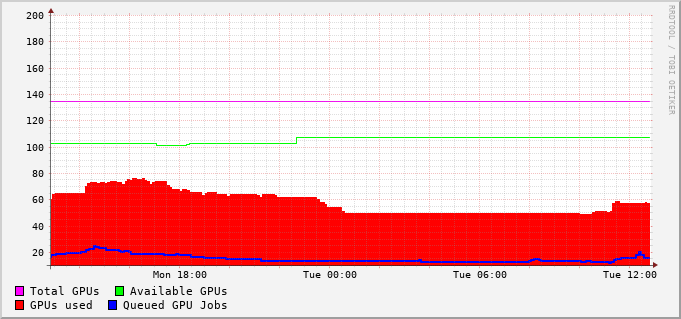 RRDTOOL / TOBI OETIKER
200
180
160
140
120
100
80
60
40
20
Mon 18:00 Tue 00:00 Tue 06:00 Tue 12:00
Total GPUs Available GPUs
GPUs used Queued GPU Jobs